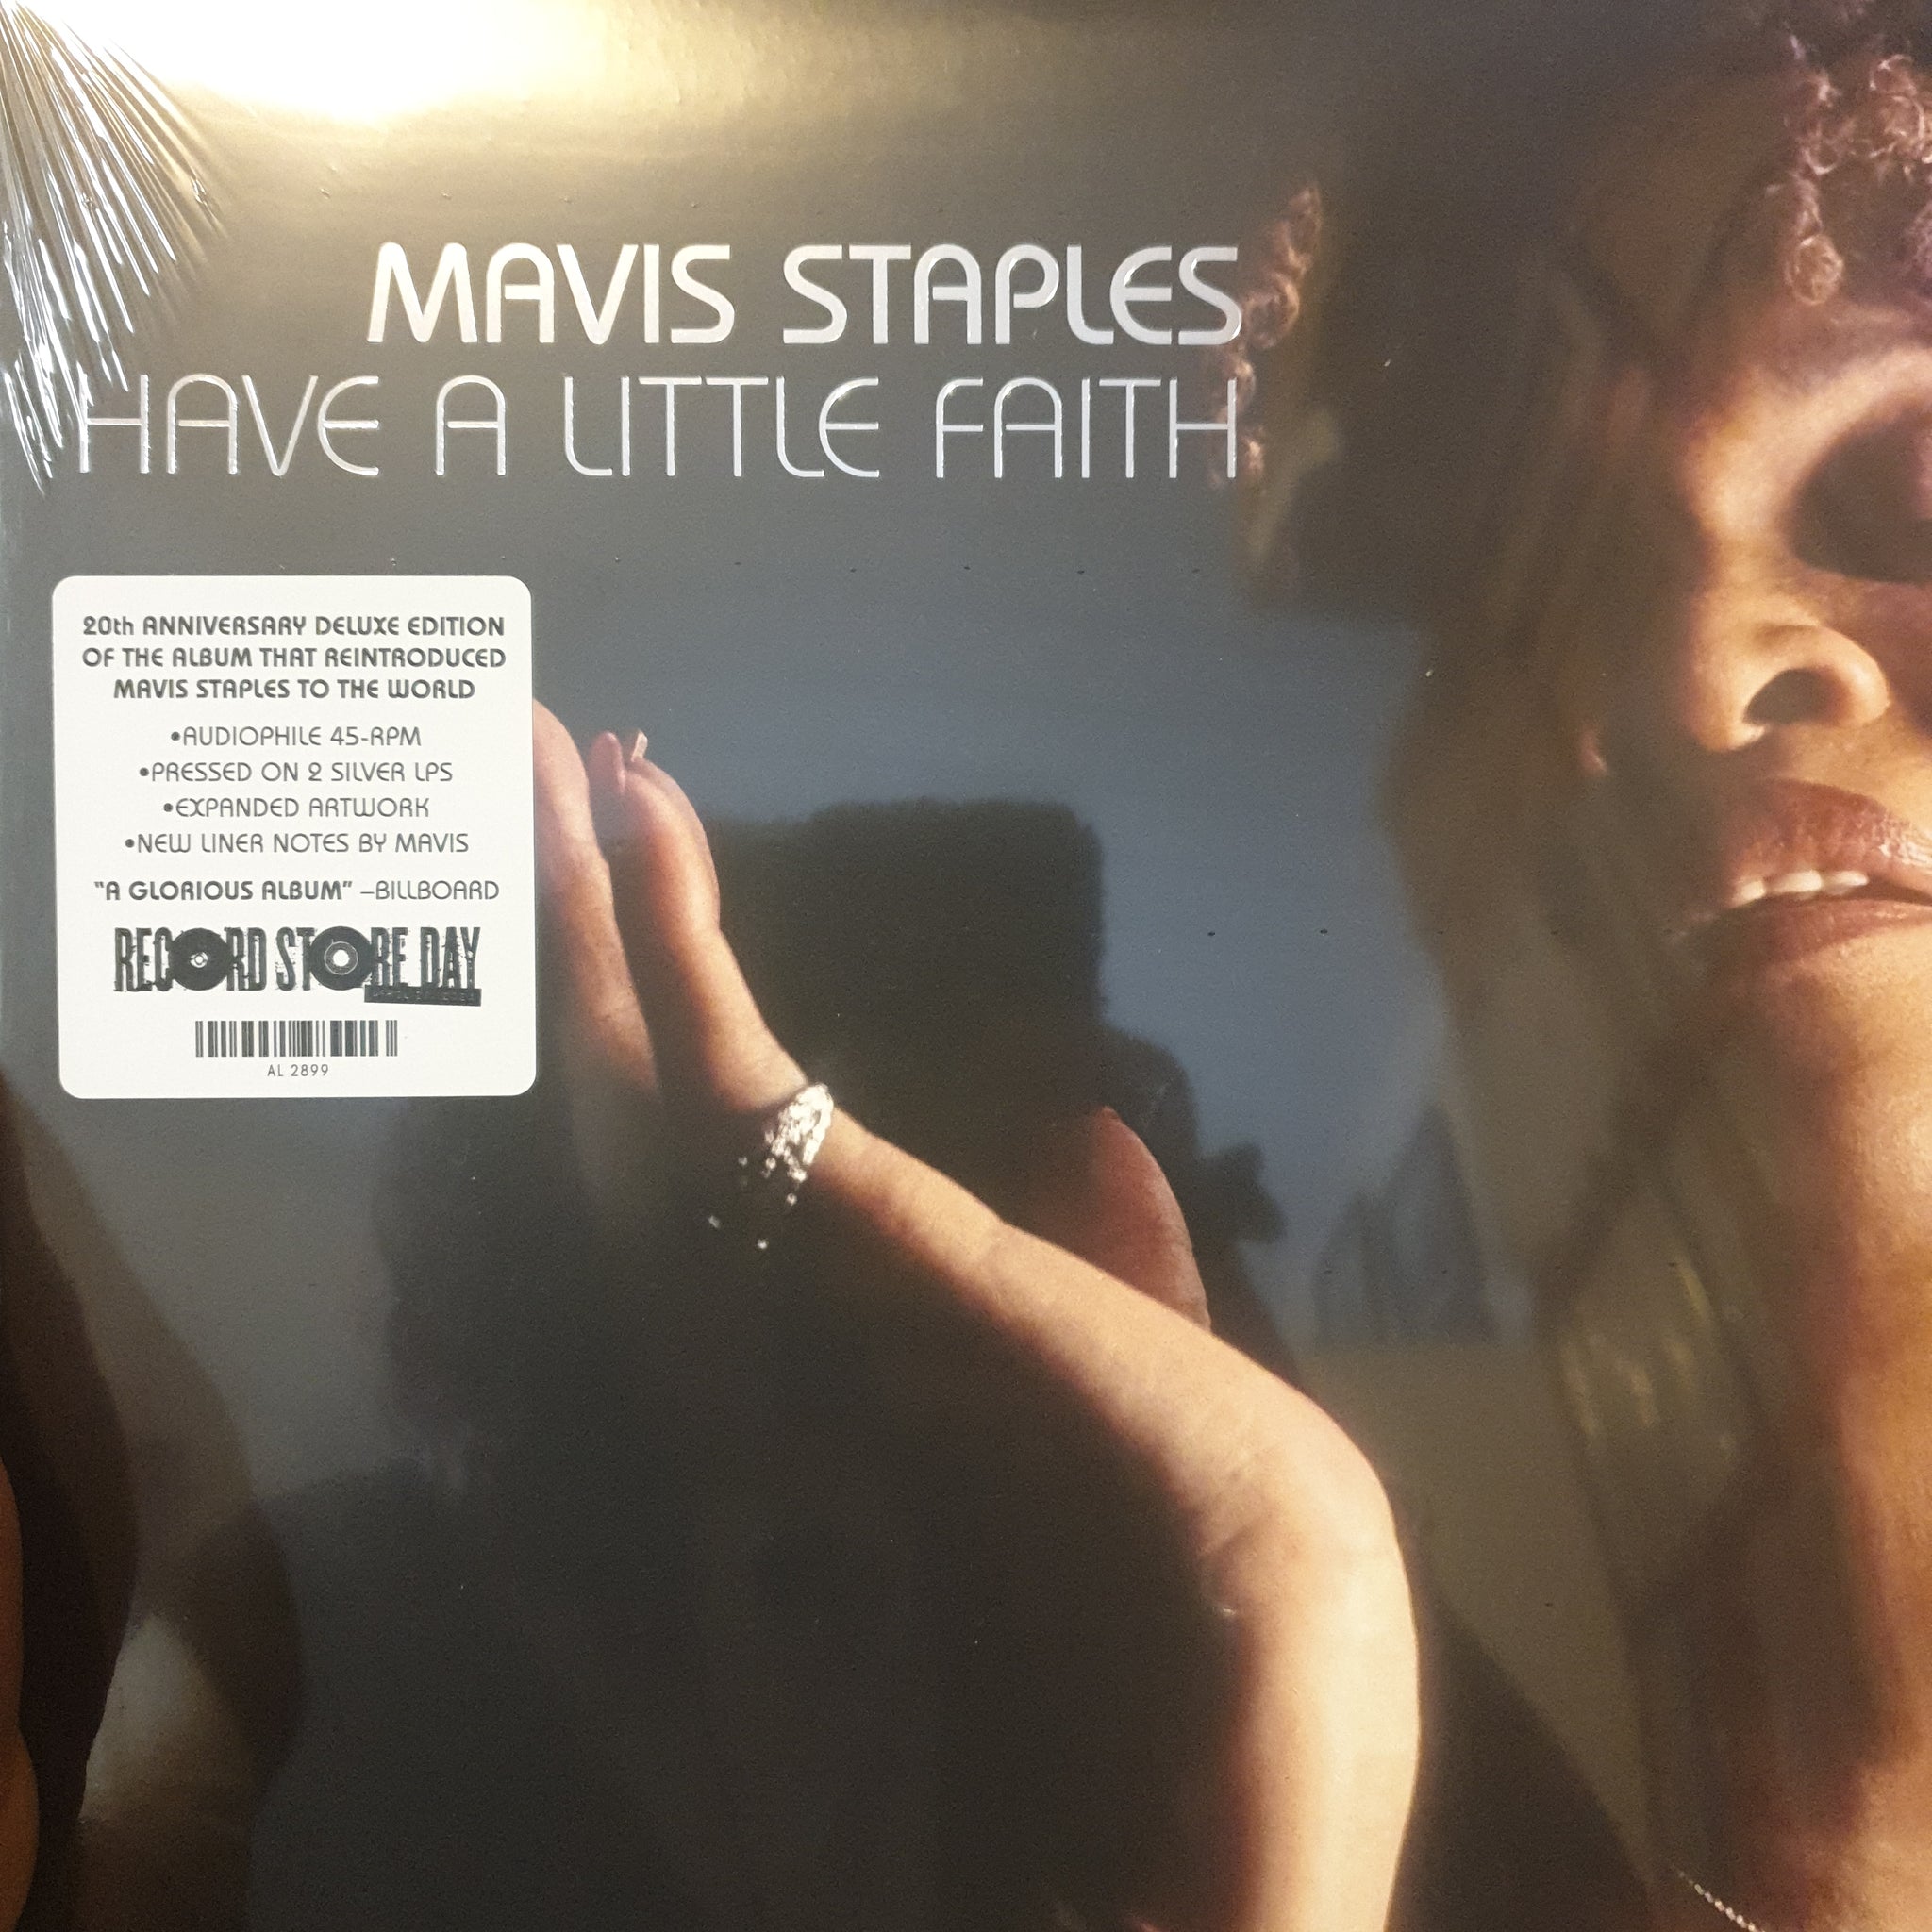 MAVIS STAPLES
HAVE A LITTLE FAITH
20th ANNIVERSARY DELUXE EDITION
OF THE ALBUM THAT REINTRODUCED
MAVIS STAPLES TO THE WORLD
•AUDIOPHILE 45-RPM
•PRESSED ON 2 SILVER LPS
•EXPANDED ARTWORK
•NEW LINER NOTES BY MAVIS
"A GLORIOUS ALBUM" –BILLBOARD
RECORD STORE DAY
AL 2899